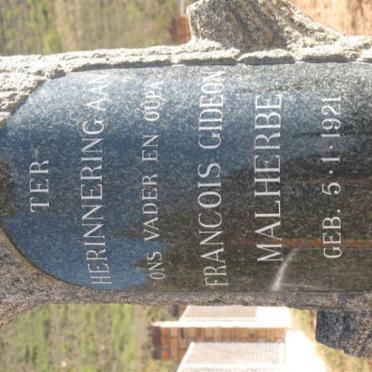 TER
HERINNERING AAN
ONS VADER EN OUPA
FRANCOIS GIDEON
MALHERBE
GEB. 5·1·1921